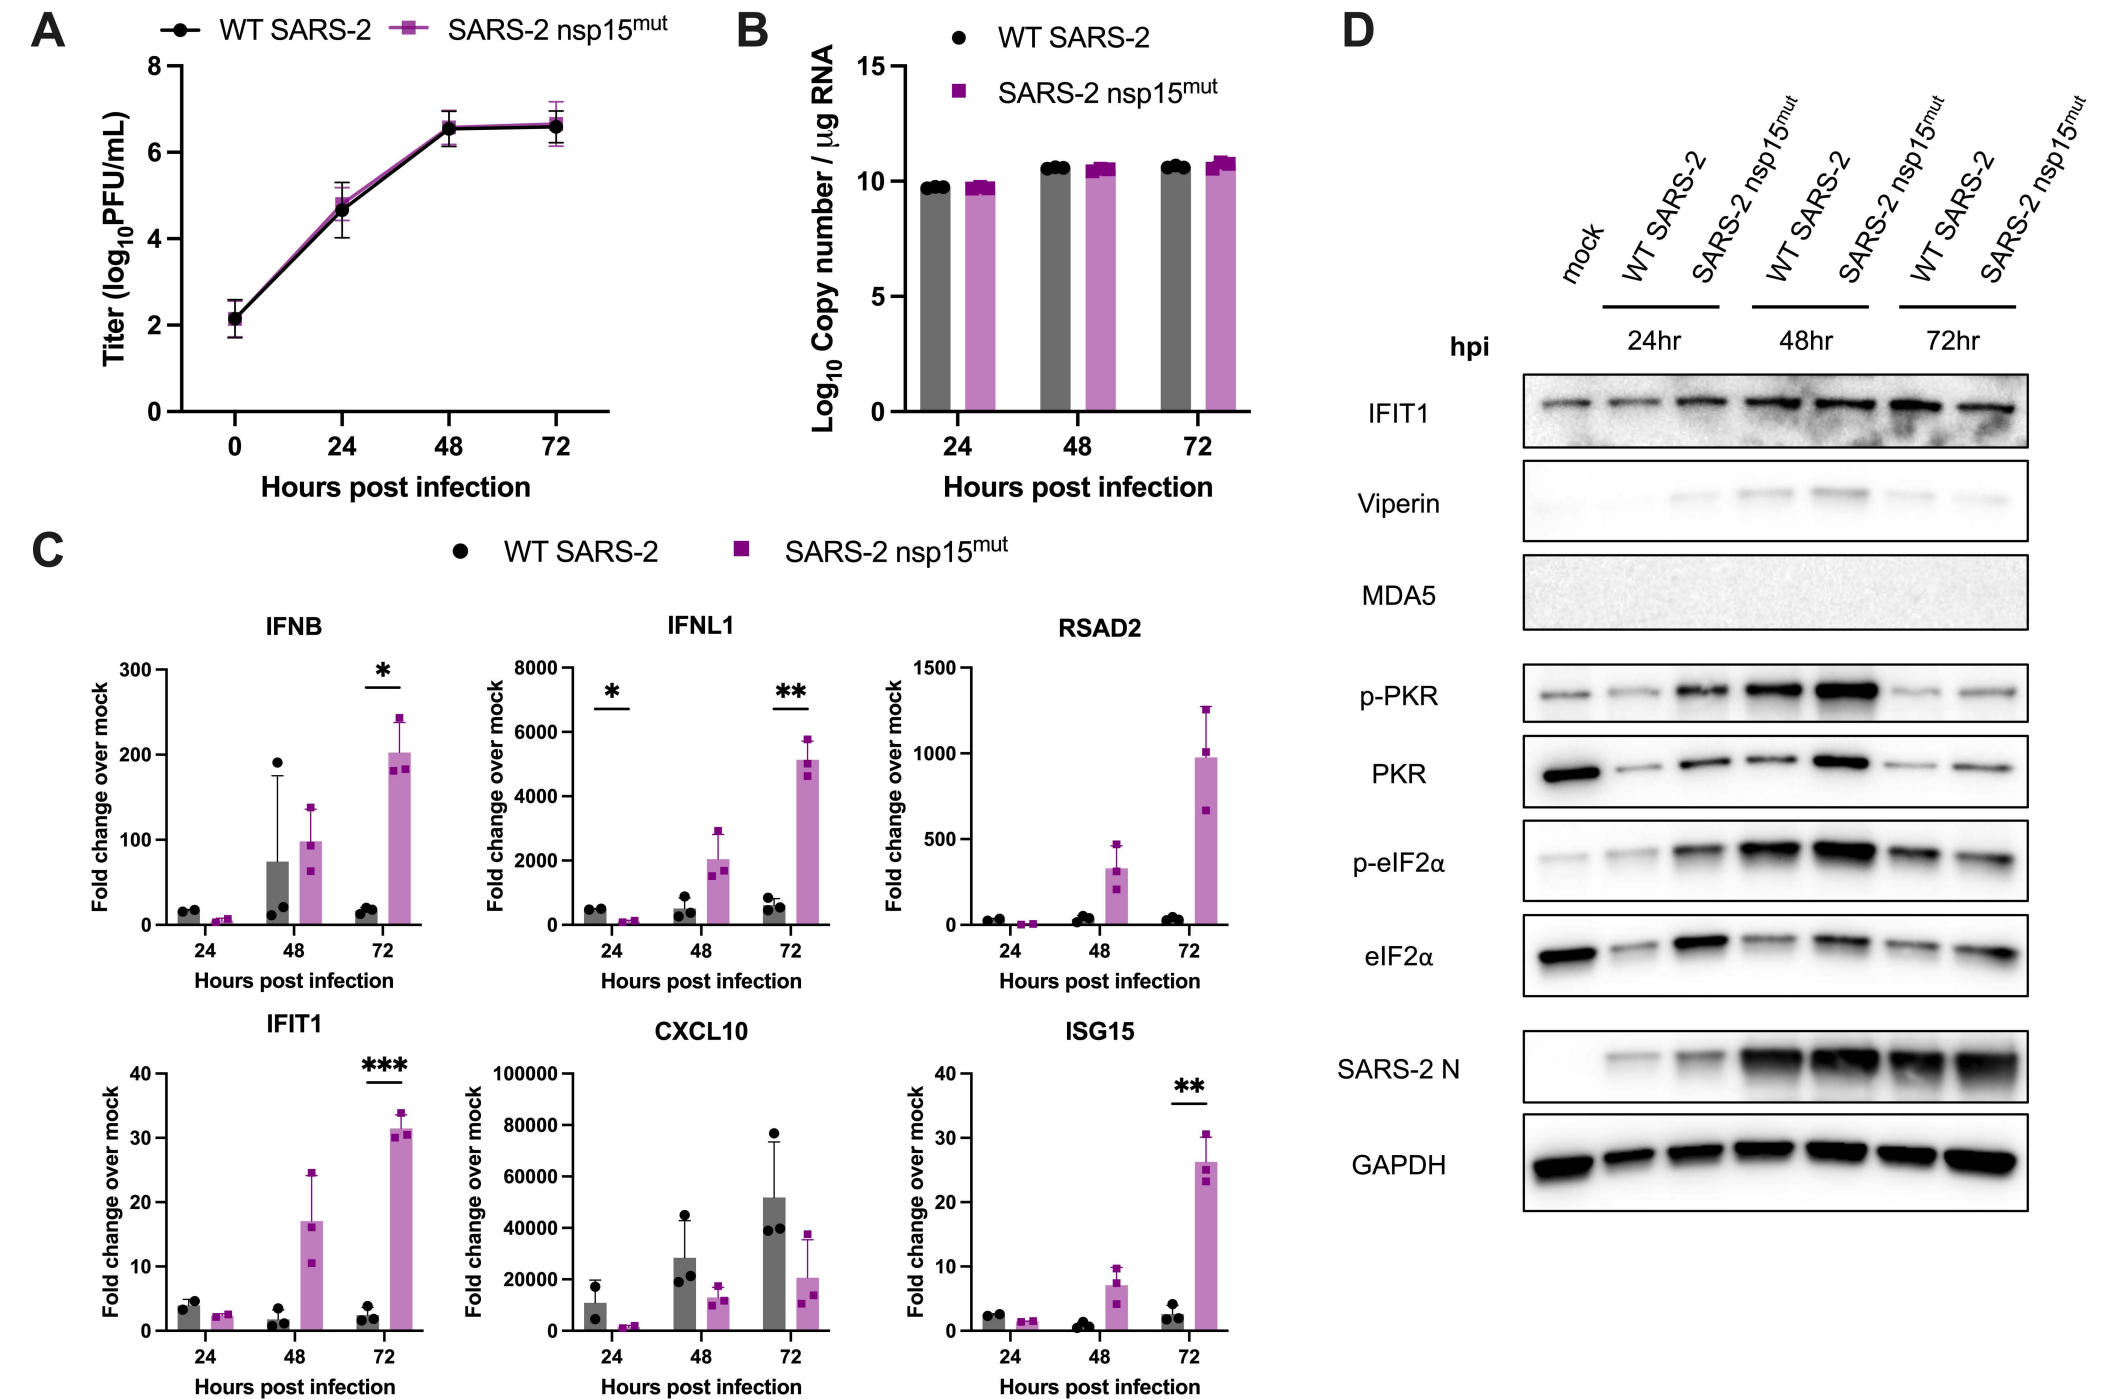 A
WT SARS-2
SARS-2 nsp15mut
Titer (log10PFU/mL)
8
6
4
2
0
0 24 48 72
Hours post infection
B
WT SARS-2
SARS-2 nsp15mut
Log10 Copy number / μg RNA
15
10
5
0
24 48 72
Hours post infection
C
WT SARS-2
SARS-2 nsp15mut
IFNB
Fold change over mock
300
200
100
0
*
24 48 72
Hours post infection
IFNL1
Fold change over mock
8000
6000
4000
2000
0
*
**
24 48 72
Hours post infection
RSAD2
Fold change over mock
1500
1000
500
0
24 48 72
Hours post infection
IFIT1
Fold change over mock
40
30
20
10
0
***
24 48 72
Hours post infection
CXCL10
Fold change over mock
100000
80000
60000
40000
20000
0
24 48 72
Hours post infection
ISG15
Fold change over mock
40
30
20
10
0
**
24 48 72
Hours post infection
D
mock
WT SARS-2
SARS-2 nsp15mut
WT SARS-2
SARS-2 nsp15mut
WT SARS-2
SARS-2 nsp15mut
hpi 24hr 48hr 72hr
IFIT1
Viperin
MDA5
p-PKR
PKR
p-eIF2α
eIF2α
SARS-2 N
GAPDH